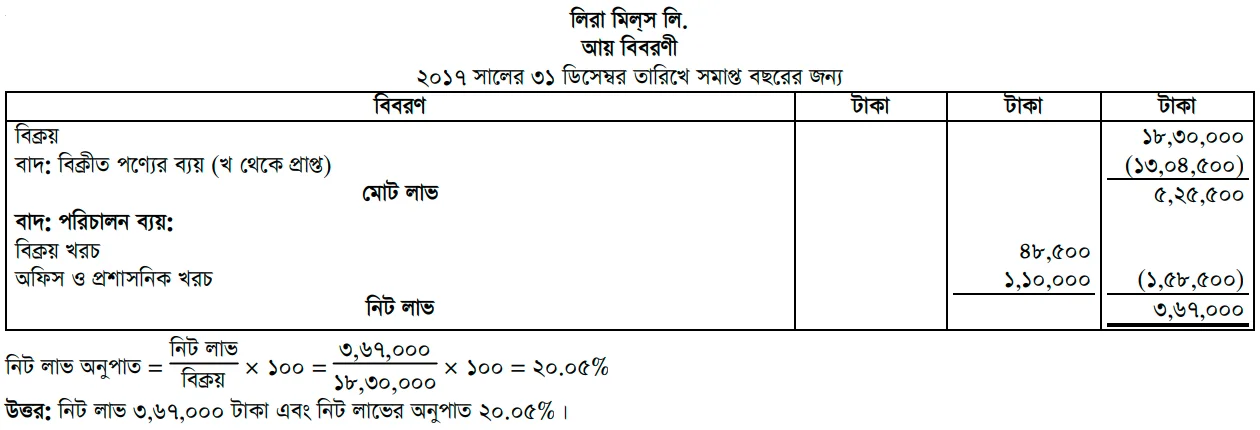 লিরা মিল্‌স লি.
আয় বিবরণী
২০১৭ সালের ৩১ ডিসেম্বর তারিখে সমাপ্ত বছরের জন্য
বিবরণ টাকা টাকা টাকা
বিক্রয় ১৮,৩০,০০০
বাদ: বিক্রীত পণ্যের ব্যয় (খ থেকে প্রাপ্ত) (১৩,০৪,৫০০)
মোট লাভ ৫,২৫,৫০০
বাদ: পরিচালন ব্যয়:
বিক্রয় খরচ ৪৮,৫০০
অফিস ও প্রশাসনিক খরচ ১,১০,০০০ (১,৫৮,৫০০)
নিট লাভ ৩,৬৭,০০০
নিট লাভ অনুপাত = নিট লাভ / বিক্রয় × ১০০ = ৩,৬৭,০০০ / ১৮,৩০,০০০ × ১০০ = ২০.০৫%
উত্তর: নিট লাভ ৩,৬৭,০০০ টাকা এবং নিট লাভের অনুপাত ২০.০৫%।